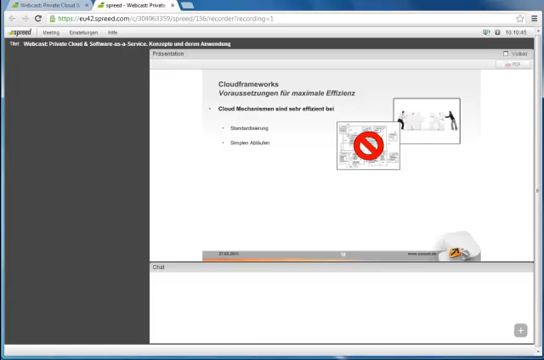 Webcast: Private Cloud & S
spreed - Webcast: Private
https://eu42.spreed.com/c/304963359/spreed/156/recorder?recording=1
spreed Meeting Einstellungen Hilfe 10:10:45
Titel: Webcast: Private Cloud & Software-as-a-Service, Konzepte und deren Anwendung
Präsentation Vollbild
PDF
Cloudframeworks
Voraussetzungen für maximale Effizienz
• Cloud Mechanismen sind sehr effizient bei
• Standardisierung
• Simplen Abläufen
Chat